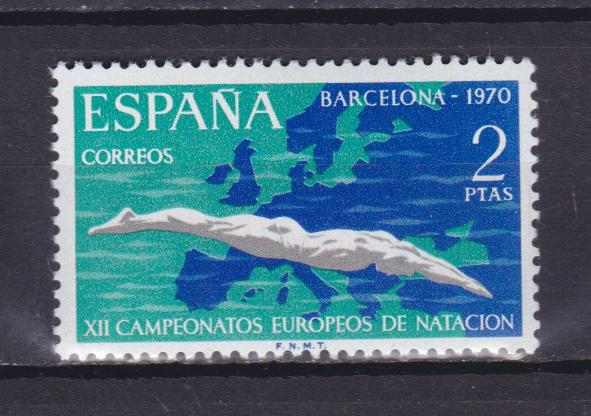 ESPAÑA
BARCELONA - 1970
CORREOS
2
PTAS
XII CAMPEONATOS EUROPEOS DE NATACION
F. N. M. T.